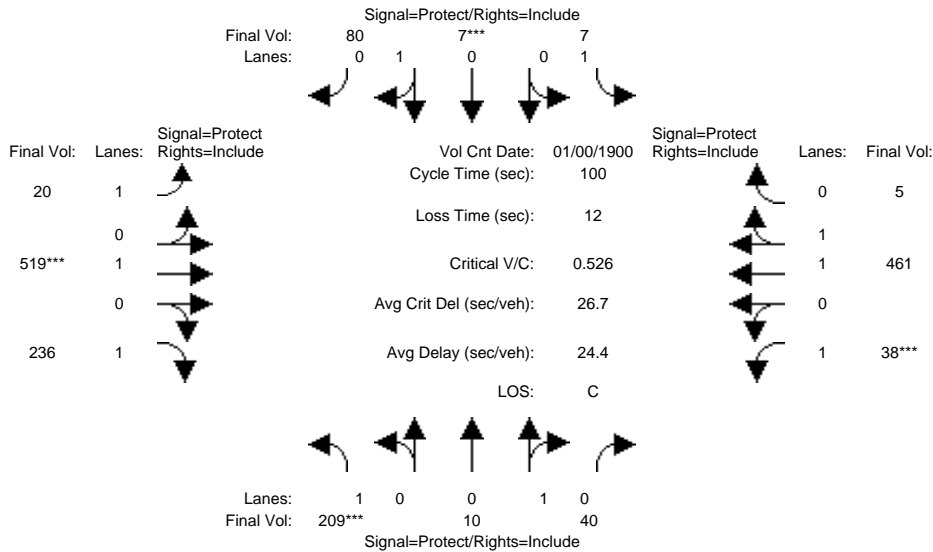 Signal=Protect/Rights=Include
Final Vol: 80 7*** 7
Lanes: 0 1 0 0 1
Signal=Protect Signal=Protect
Final Vol: Lanes: Rights=Include Vol Cnt Date: 01/00/1900 Rights=Include Lanes: Final Vol:
Cycle Time (sec): 100
20 1 0 5
Loss Time (sec): 12
0 1
519*** 1 Critical V/C: 0.526 1 461
0 Avg Crit Del (sec/veh): 26.7 0
236 1 Avg Delay (sec/veh): 24.4 1 38***
LOS: C
Lanes: 1 0 0 1 0
Final Vol: 209*** 10 40
Signal=Protect/Rights=Include